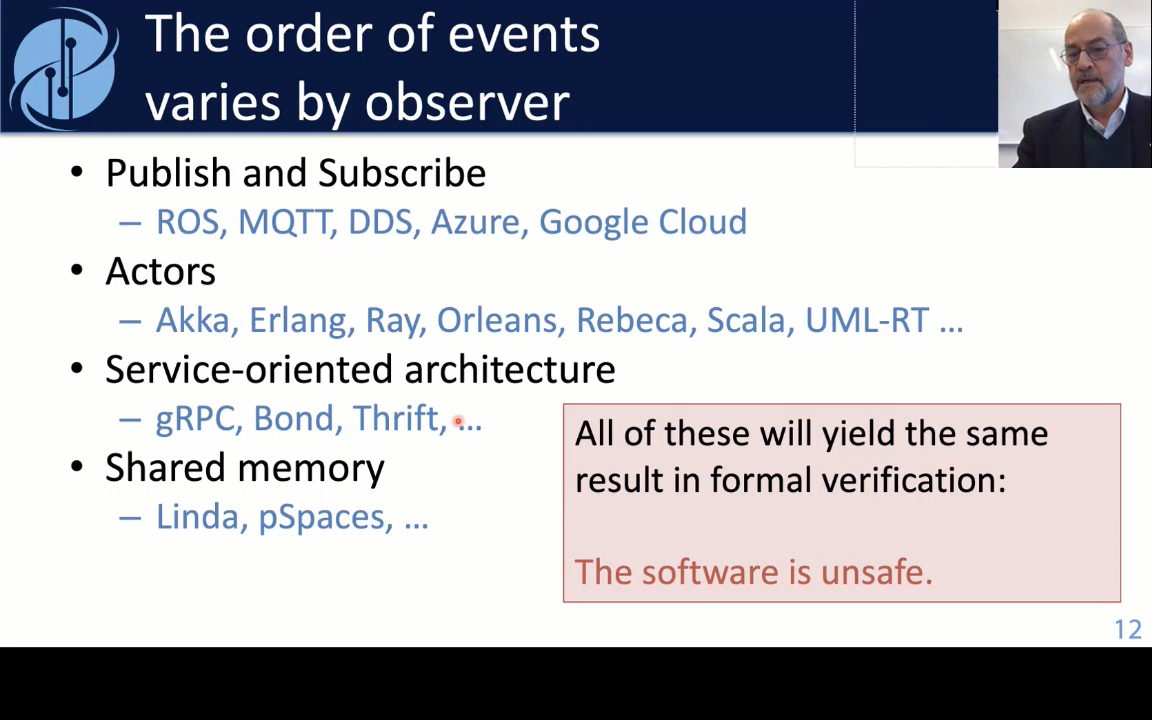 The order of events
varies by observer
• Publish and Subscribe
– ROS, MQTT, DDS, Azure, Google Cloud
• Actors
– Akka, Erlang, Ray, Orleans, Rebeca, Scala, UML-RT …
• Service-oriented architecture
– gRPC, Bond, Thrift, …
• Shared memory
– Linda, pSpaces, …
All of these will yield the same
result in formal verification:
The software is unsafe.
12